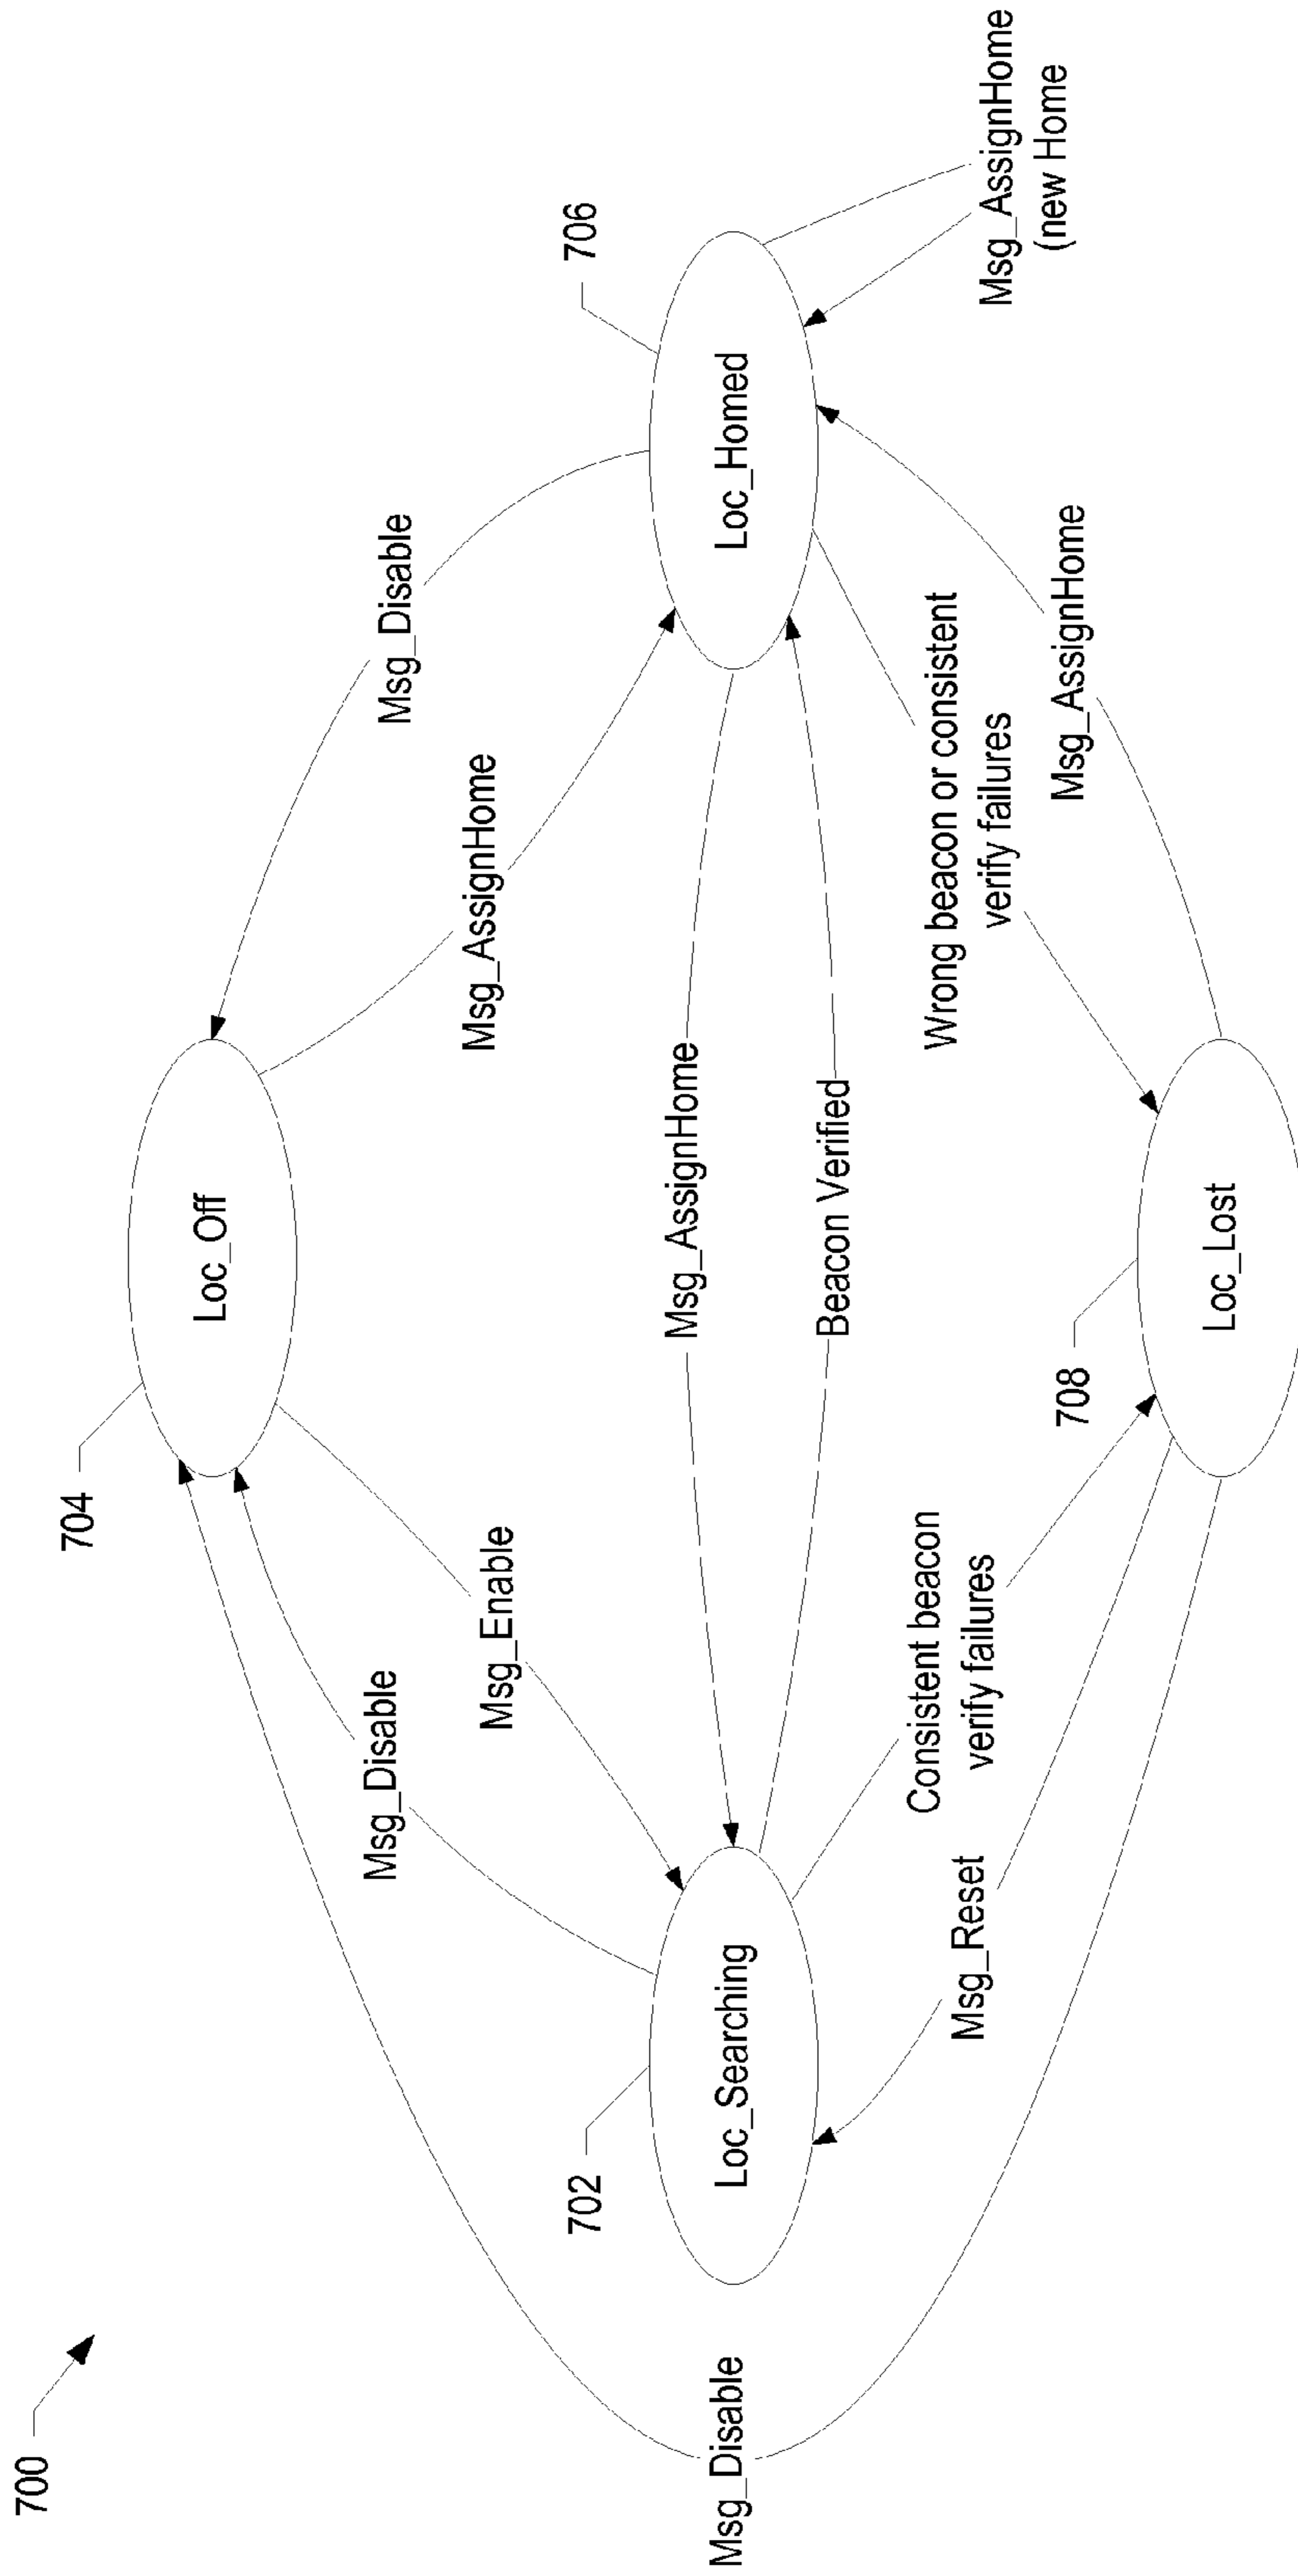 700
704
Loc_Off
Msg_Disable
706
Msg_Disable
Msg_Enable
Msg_AssignHome
702
Loc_Searching
Msg_AssignHome
Loc_Homed
Msg_Disable
Beacon Verified
Consistent beacon
verify failures
Wrong beacon or consistent
verify failures
Msg_AssignHome
(new Home
Msg_Reset
Msg_AssignHome
708
Loc_Lost